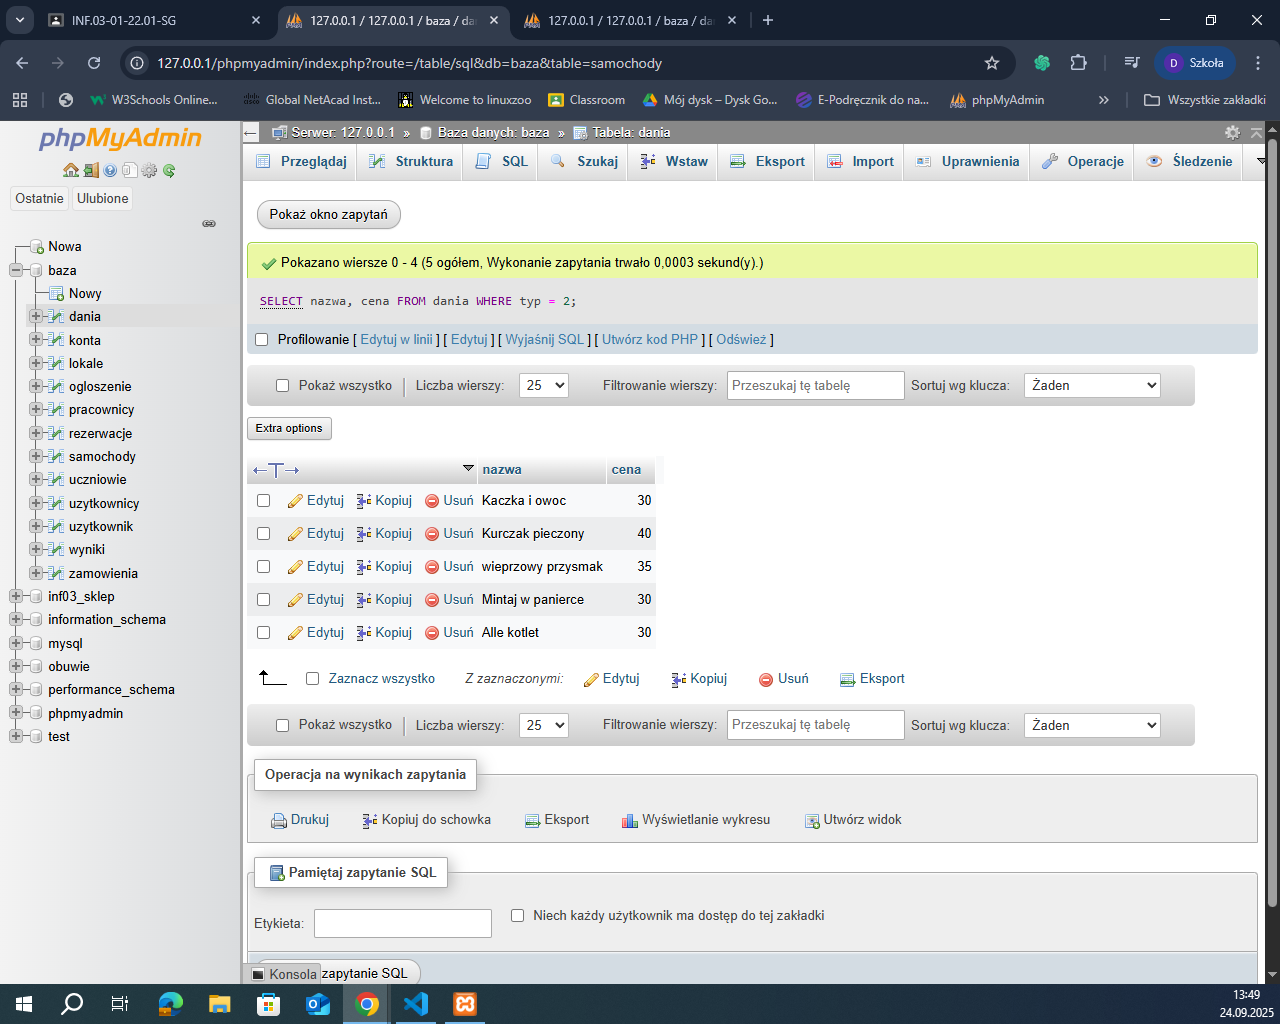 INF.03-01-22.01-SG
127.0.0.1 / 127.0.0.1 / baza / da
127.0.0.1 / 127.0.0.1 / baza / da
127.0.0.1/phpmyadmin/index.php?route=/table/sql&db=baza&table=samochody
D Szkoła
W3Schools Online... Global NetAcad Inst... Welcome to linuxzoo Classroom Mój dysk – Dysk Go... E-Podręcznik do na... phpMyAdmin » Wszystkie zakładki
phpMyAdmin
Ostatnie Ulubione
Nowa
baza
Nowy
dania
konta
lokale
ogloszenie
pracownicy
rezerwacje
samochody
uczniowie
uzytkownicy
uzytkownik
wyniki
zamowienia
inf03_sklep
information_schema
mysql
obuwie
performance_schema
phpmyadmin
test
Serwer: 127.0.0.1 » Baza danych: baza » Tabela: dania
Przeglądaj Struktura SQL Szukaj Wstaw Eksport Import Uprawnienia Operacje Śledzenie
Pokaż okno zapytań
Pokazano wiersze 0 - 4 (5 ogółem, Wykonanie zapytania trwało 0,0003 sekund(y).)
SELECT nazwa, cena FROM dania WHERE typ = 2;
Profilowanie [ Edytuj w linii ] [ Edytuj ] [ Wyjaśnij SQL ] [ Utwórz kod PHP ] [ Odśwież ]
Pokaż wszystko Liczba wierszy: 25 Filtrowanie wierszy: Przeszukaj tę tabelę Sortuj wg klucza: Żaden
Extra options
←T→ nazwa cena
Edytuj Kopiuj Usuń Kaczka i owoc 30
Edytuj Kopiuj Usuń Kurczak pieczony 40
Edytuj Kopiuj Usuń wieprzowy przysmak 35
Edytuj Kopiuj Usuń Mintaj w panierce 30
Edytuj Kopiuj Usuń Alle kotlet 30
Zaznacz wszystko Z zaznaczonymi: Edytuj Kopiuj Usuń Eksport
Pokaż wszystko Liczba wierszy: 25 Filtrowanie wierszy: Przeszukaj tę tabelę Sortuj wg klucza: Żaden
Operacja na wynikach zapytania
Drukuj Kopiuj do schowka Eksport Wyświetlanie wykresu Utwórz widok
Pamiętaj zapytanie SQL
Etykieta: Niech każdy użytkownik ma dostęp do tej zakładki
Konsola zapytanie SQL
13:49
24.09.2025